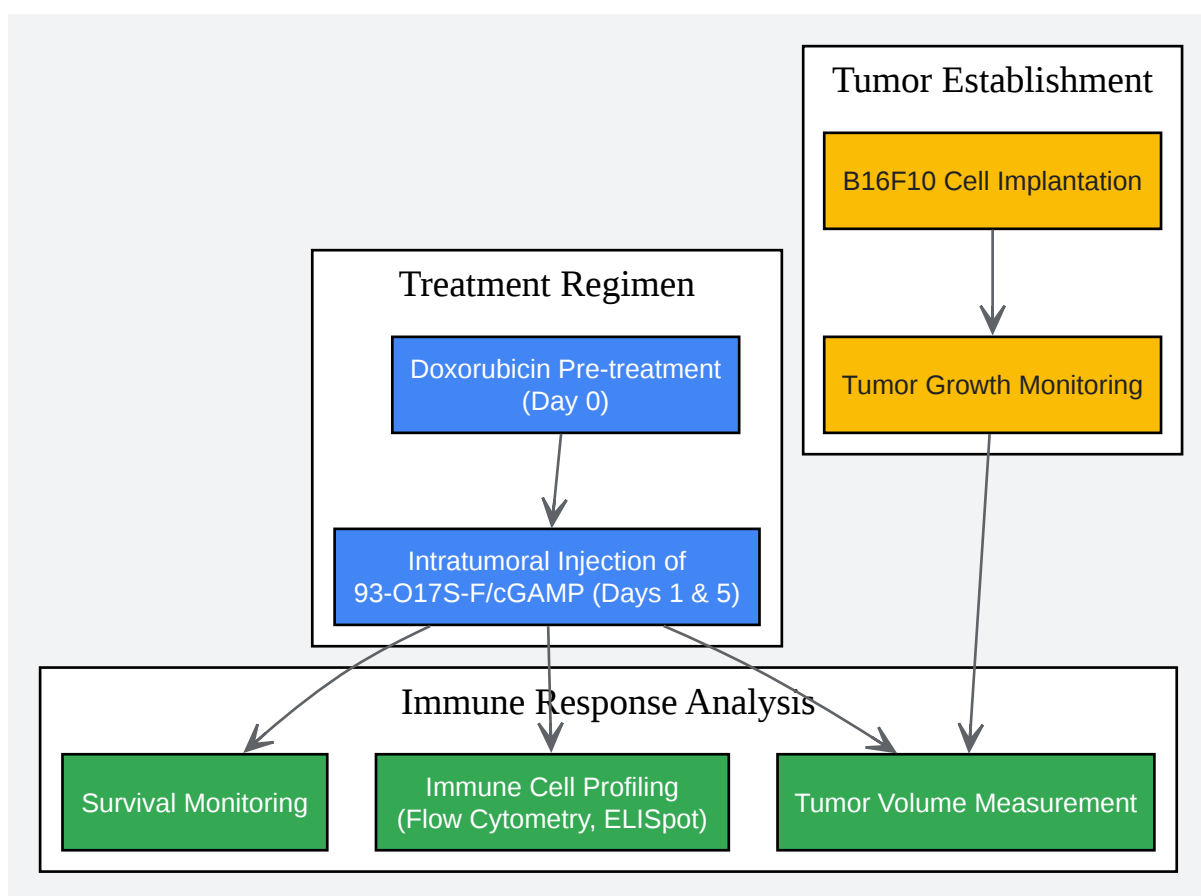 Tumor Establishment
B16F10 Cell Implantation
Tumor Growth Monitoring
Treatment Regimen
Doxorubicin Pre-treatment
(Day 0)
Intratumoral Injection of
93-O17S-F/cGAMP (Days 1 & 5)
Immune Response Analysis
Survival Monitoring
Immune Cell Profiling
(Flow Cytometry, ELISpot)
Tumor Volume Measurement